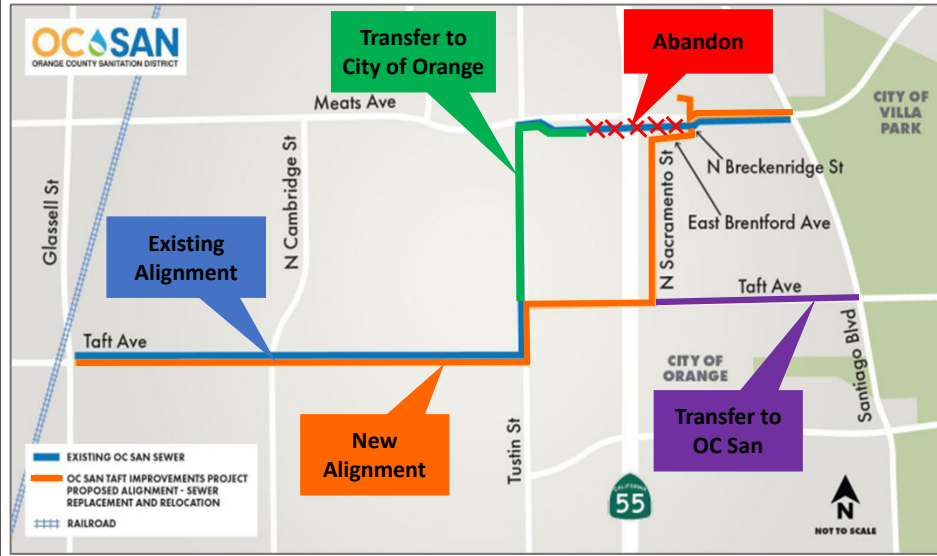 OC SAN
ORANGE COUNTY SANITATION DISTRICT
Transfer to
City of Orange
Abandon
Meats Ave
CITY OF
VILLA
PARK
N Breckenridge St
East Brentford Ave
Glassell St
N Cambridge St
N Sacramento St
Existing
Alignment
Taft Ave
Taft Ave
Santiago Blvd
CITY OF
ORANGE
New
Alignment
Tustin St
Transfer to
OC San
EXISTING OC SAN SEWER
OC SAN TAFT IMPROVEMENTS PROJECT
PROPOSED ALIGNMENT - SEWER
REPLACEMENT AND RELOCATION
RAILROAD
CALIFORNIA
55
N
NOT TO SCALE